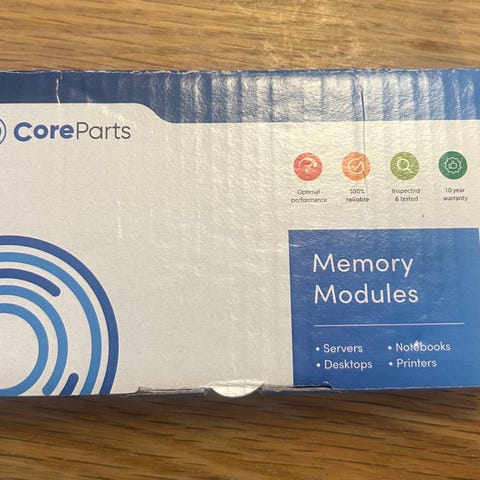 CoreParts
Optimal
performance
100%
reliable
Inspected
& tested
10 year
warranty
Memory
Modules
• Servers
• Desktops
• Notebooks
• Printers